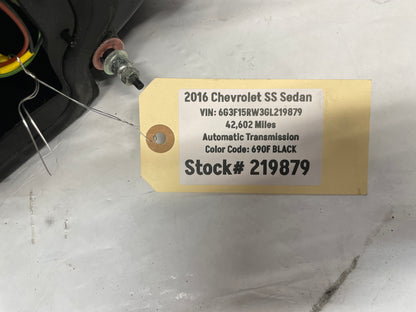 2016 Chevrolet SS Sedan
VIN: 6G3F15RW3GL219879
42,602 Miles
Automatic Transmission
Color Code: 690F BLACK
Stock# 219879